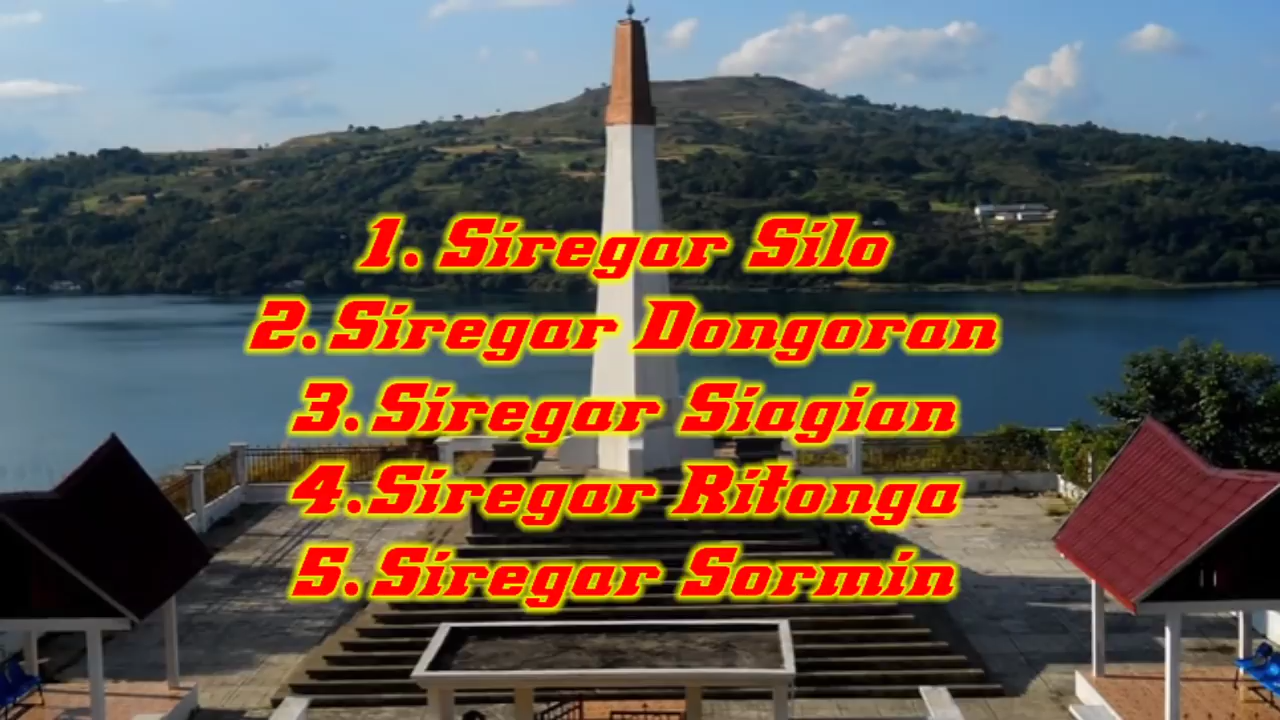 1. Siregar Silo
2. Siregar Dongoran
3. Siregar Siagian
4. Siregar Ritonga
5. Siregar Sormin